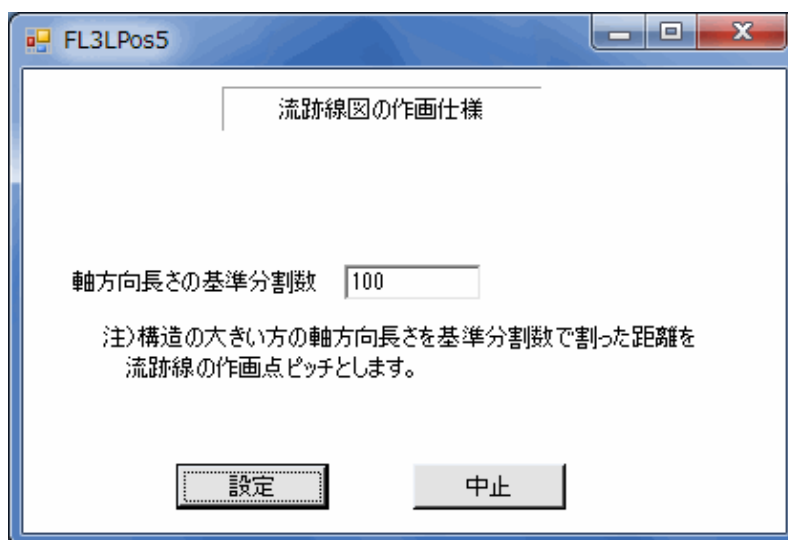 FL3LPos5
流跡線図の作画仕様
軸方向長さの基準分割数 100
注)構造の大きい方の軸方向長さを基準分割数で割った距離を
流跡線の作画点ピッチとします。
設定 中止